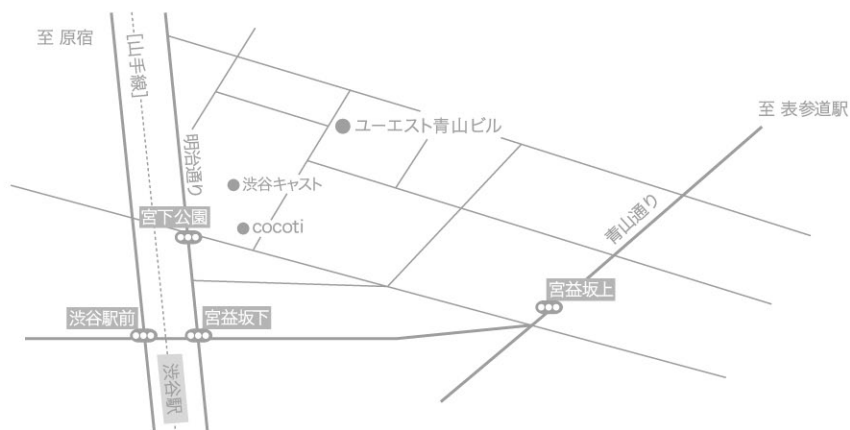 至 原宿
[山手線]
明治通り
ユーエスト青山ビル
至 表参道駅
渋谷キャスト
cocoti
宮下公園
青山通り
宮益坂上
渋谷駅前
宮益坂下
渋谷駅